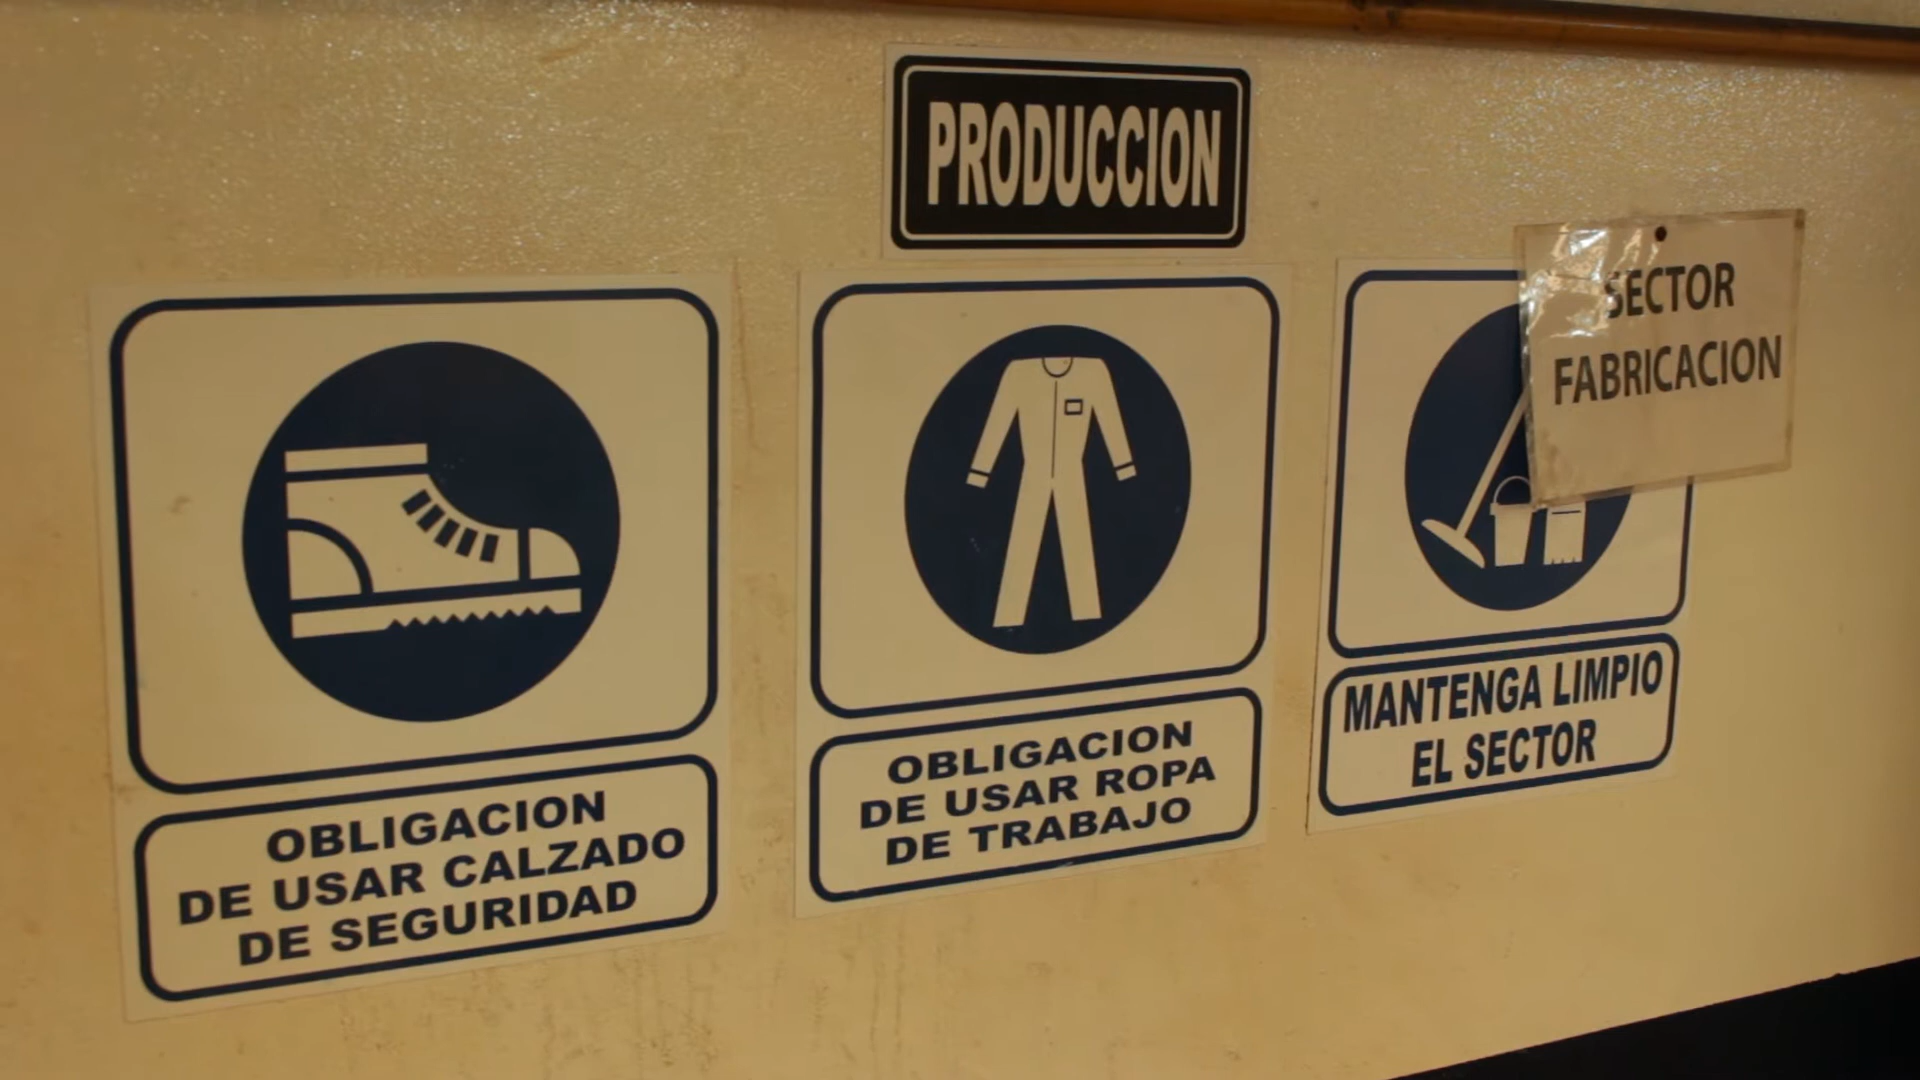 PRODUCCION
SECTOR
FABRICACION
OBLIGACION
DE USAR CALZADO
DE SEGURIDAD
OBLIGACION
DE USAR ROPA
DE TRABAJO
MANTENGA LIMPIO
EL SECTOR